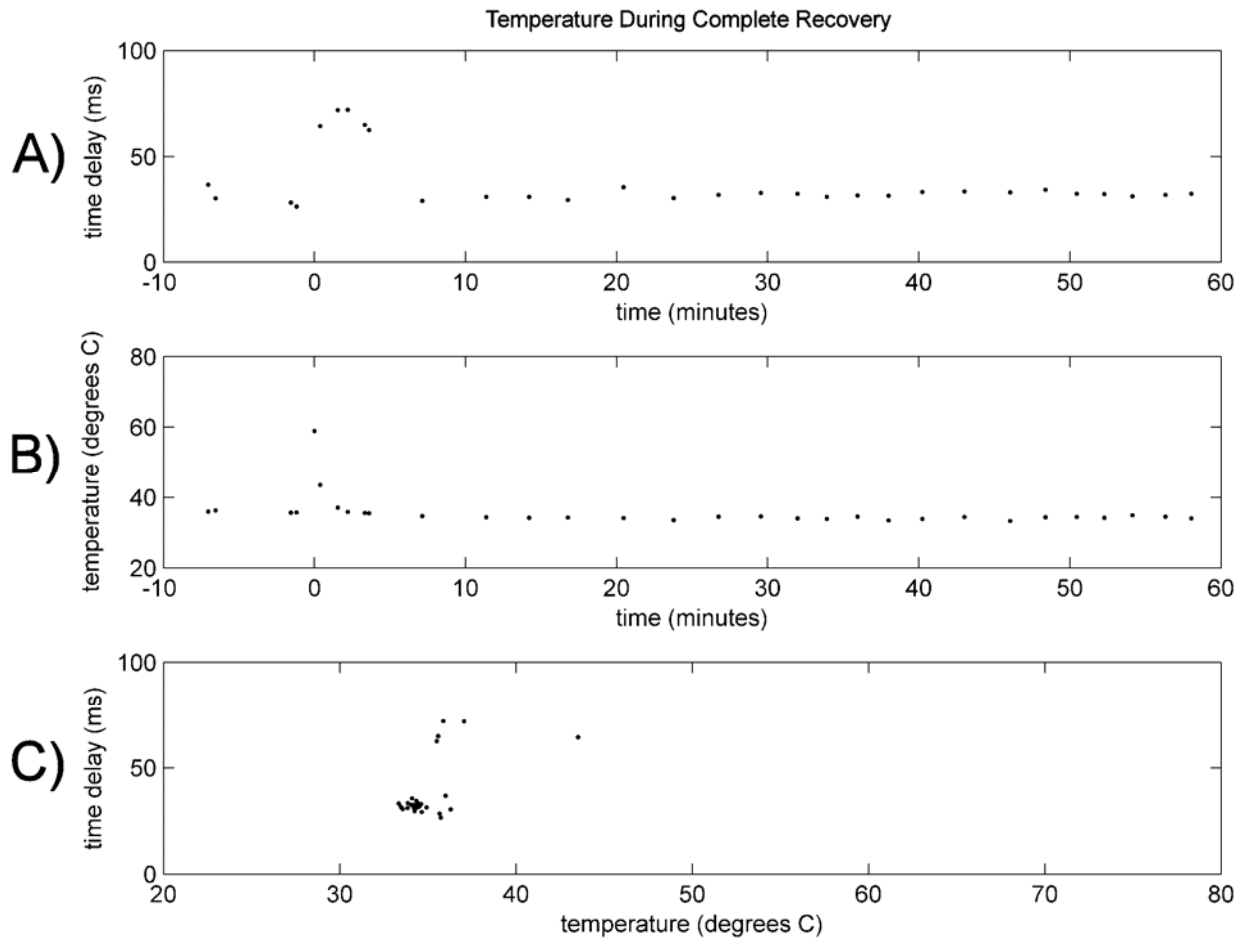 Temperature During Complete Recovery
A)
time delay (ms)
100
50
0
-10 0 10 20 30 40 50 60
time (minutes)
B)
temperature (degrees C)
80
60
40
20
-10 0 10 20 30 40 50 60
time (minutes)
C)
time delay (ms)
100
50
0
20 30 40 50 60 70 80
temperature (degrees C)